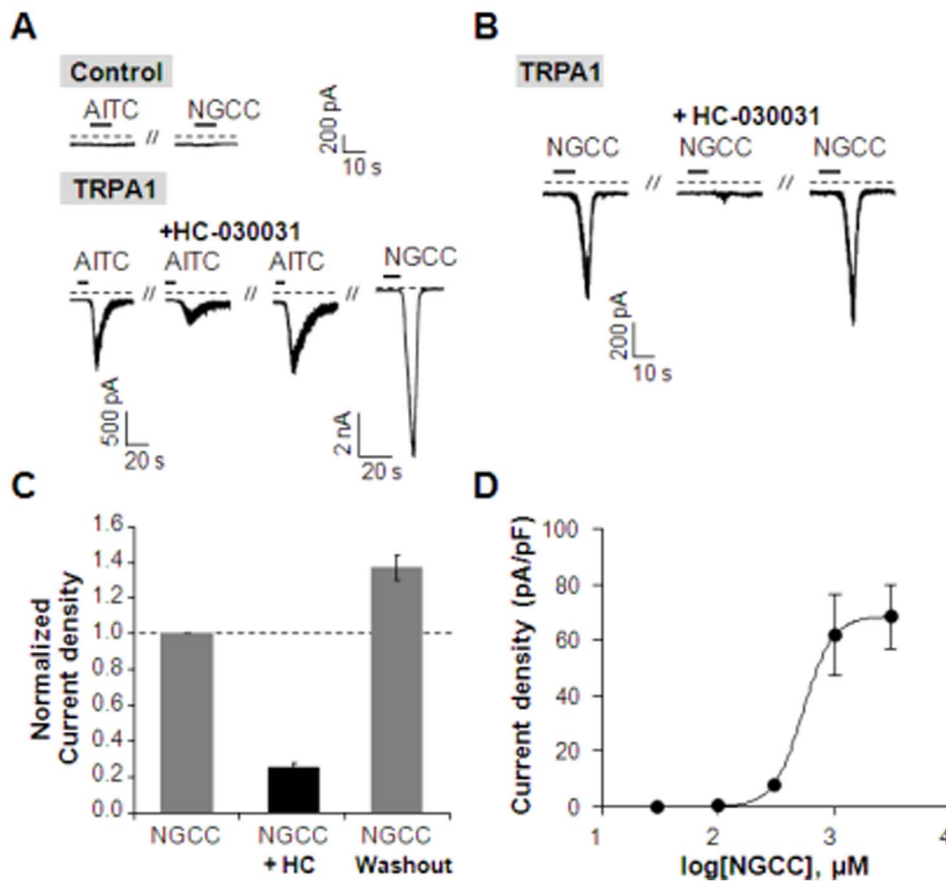 A
Control
AITC
NGCC
//
200 pA
10 s
TRPA1
+HC-030031
AITC
AITC
AITC
NGCC
//
//
//
500 pA
20 s
2 nA
20 s
B
TRPA1
+ HC-030031
NGCC
NGCC
NGCC
//
//
200 pA
10 s
C
Normalized
Current density
1.6
1.4
1.2
1.0
0.8
0.6
0.4
0.2
0.0
NGCC
NGCC
+ HC
NGCC
Washout
D
Current density (pA/pF)
100
80
60
40
20
0
1
2
3
4
log[NGCC], µM